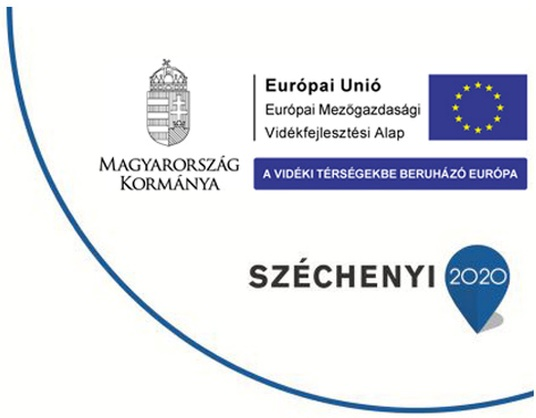 MAGYARORSZÁG
KORMÁNYA
Európai Unió
Európai Mezőgazdasági
Vidékfejlesztési Alap
A VIDÉKI TÉRSÉGEKBE BERUHÁZÓ EURÓPA
SZÉCHENYI 2020